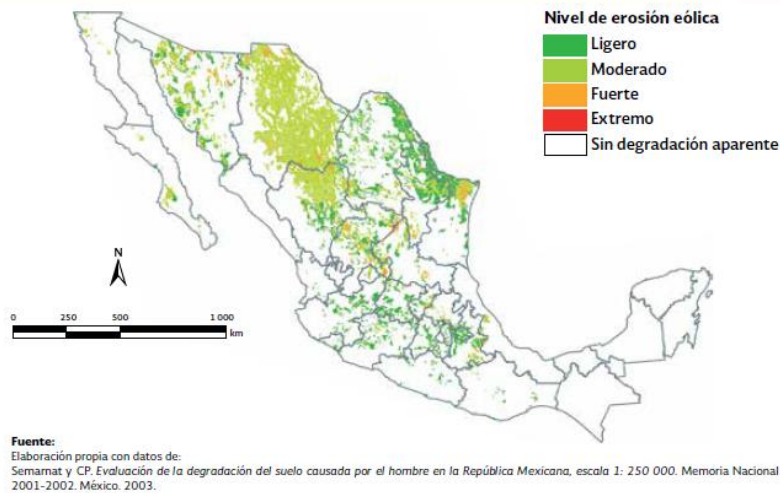 Nivel de erosión eólica
Ligero
Moderado
Fuerte
Extremo
Sin degradación aparente
N
0 250 500 1 000
km
Fuente:
Elaboración propia con datos de:
Semarnat y CP. Evaluación de la degradación del suelo causada por el hombre en la República Mexicana, escala 1: 250 000. Memoria Nacional
2001-2002. México. 2003.